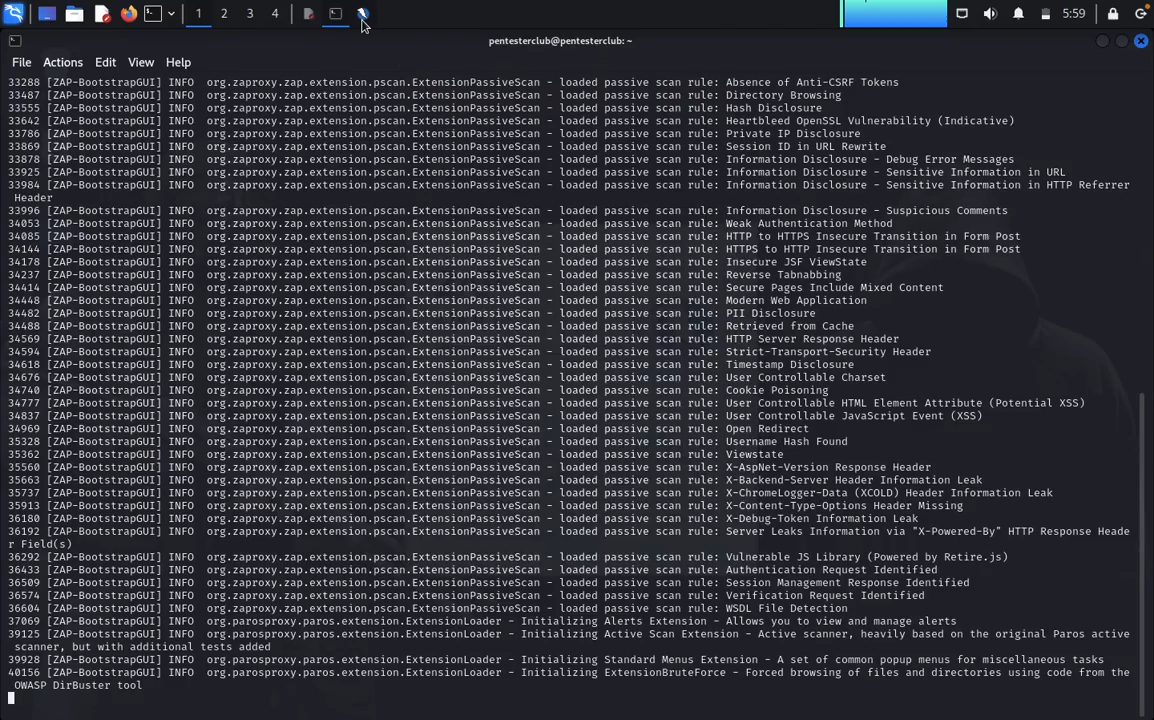 1 2 3 4 5:59
pentesterclub@pentesterclub: ~
File Actions Edit View Help
33288 [ZAP-BootstrapGUI] INFO  org.zaproxy.zap.extension.pscan.ExtensionPassiveScan - loaded passive scan rule: Absence of Anti-CSRF Tokens
33487 [ZAP-BootstrapGUI] INFO  org.zaproxy.zap.extension.pscan.ExtensionPassiveScan - loaded passive scan rule: Directory Browsing
33555 [ZAP-BootstrapGUI] INFO  org.zaproxy.zap.extension.pscan.ExtensionPassiveScan - loaded passive scan rule: Hash Disclosure
33642 [ZAP-BootstrapGUI] INFO  org.zaproxy.zap.extension.pscan.ExtensionPassiveScan - loaded passive scan rule: Heartbleed OpenSSL Vulnerability (Indicative)
33786 [ZAP-BootstrapGUI] INFO  org.zaproxy.zap.extension.pscan.ExtensionPassiveScan - loaded passive scan rule: Private IP Disclosure
33869 [ZAP-BootstrapGUI] INFO  org.zaproxy.zap.extension.pscan.ExtensionPassiveScan - loaded passive scan rule: Session ID in URL Rewrite
33878 [ZAP-BootstrapGUI] INFO  org.zaproxy.zap.extension.pscan.ExtensionPassiveScan - loaded passive scan rule: Information Disclosure - Debug Error Messages
33925 [ZAP-BootstrapGUI] INFO  org.zaproxy.zap.extension.pscan.ExtensionPassiveScan - loaded passive scan rule: Information Disclosure - Sensitive Information in URL
33984 [ZAP-BootstrapGUI] INFO  org.zaproxy.zap.extension.pscan.ExtensionPassiveScan - loaded passive scan rule: Information Disclosure - Sensitive Information in HTTP Referrer
Header
33996 [ZAP-BootstrapGUI] INFO  org.zaproxy.zap.extension.pscan.ExtensionPassiveScan - loaded passive scan rule: Information Disclosure - Suspicious Comments
34053 [ZAP-BootstrapGUI] INFO  org.zaproxy.zap.extension.pscan.ExtensionPassiveScan - loaded passive scan rule: Weak Authentication Method
34085 [ZAP-BootstrapGUI] INFO  org.zaproxy.zap.extension.pscan.ExtensionPassiveScan - loaded passive scan rule: HTTP to HTTPS Insecure Transition in Form Post
34144 [ZAP-BootstrapGUI] INFO  org.zaproxy.zap.extension.pscan.ExtensionPassiveScan - loaded passive scan rule: HTTPS to HTTP Insecure Transition in Form Post
34178 [ZAP-BootstrapGUI] INFO  org.zaproxy.zap.extension.pscan.ExtensionPassiveScan - loaded passive scan rule: Insecure JSF ViewState
34237 [ZAP-BootstrapGUI] INFO  org.zaproxy.zap.extension.pscan.ExtensionPassiveScan - loaded passive scan rule: Reverse Tabnabbing
34414 [ZAP-BootstrapGUI] INFO  org.zaproxy.zap.extension.pscan.ExtensionPassiveScan - loaded passive scan rule: Secure Pages Include Mixed Content
34448 [ZAP-BootstrapGUI] INFO  org.zaproxy.zap.extension.pscan.ExtensionPassiveScan - loaded passive scan rule: Modern Web Application
34482 [ZAP-BootstrapGUI] INFO  org.zaproxy.zap.extension.pscan.ExtensionPassiveScan - loaded passive scan rule: PII Disclosure
34488 [ZAP-BootstrapGUI] INFO  org.zaproxy.zap.extension.pscan.ExtensionPassiveScan - loaded passive scan rule: Retrieved from Cache
34569 [ZAP-BootstrapGUI] INFO  org.zaproxy.zap.extension.pscan.ExtensionPassiveScan - loaded passive scan rule: HTTP Server Response Header
34594 [ZAP-BootstrapGUI] INFO  org.zaproxy.zap.extension.pscan.ExtensionPassiveScan - loaded passive scan rule: Strict-Transport-Security Header
34618 [ZAP-BootstrapGUI] INFO  org.zaproxy.zap.extension.pscan.ExtensionPassiveScan - loaded passive scan rule: Timestamp Disclosure
34676 [ZAP-BootstrapGUI] INFO  org.zaproxy.zap.extension.pscan.ExtensionPassiveScan - loaded passive scan rule: User Controllable Charset
34740 [ZAP-BootstrapGUI] INFO  org.zaproxy.zap.extension.pscan.ExtensionPassiveScan - loaded passive scan rule: Cookie Poisoning
34777 [ZAP-BootstrapGUI] INFO  org.zaproxy.zap.extension.pscan.ExtensionPassiveScan - loaded passive scan rule: User Controllable HTML Element Attribute (Potential XSS)
34837 [ZAP-BootstrapGUI] INFO  org.zaproxy.zap.extension.pscan.ExtensionPassiveScan - loaded passive scan rule: User Controllable JavaScript Event (XSS)
34969 [ZAP-BootstrapGUI] INFO  org.zaproxy.zap.extension.pscan.ExtensionPassiveScan - loaded passive scan rule: Open Redirect
35328 [ZAP-BootstrapGUI] INFO  org.zaproxy.zap.extension.pscan.ExtensionPassiveScan - loaded passive scan rule: Username Hash Found
35362 [ZAP-BootstrapGUI] INFO  org.zaproxy.zap.extension.pscan.ExtensionPassiveScan - loaded passive scan rule: Viewstate
35560 [ZAP-BootstrapGUI] INFO  org.zaproxy.zap.extension.pscan.ExtensionPassiveScan - loaded passive scan rule: X-AspNet-Version Response Header
35663 [ZAP-BootstrapGUI] INFO  org.zaproxy.zap.extension.pscan.ExtensionPassiveScan - loaded passive scan rule: X-Backend-Server Header Information Leak
35737 [ZAP-BootstrapGUI] INFO  org.zaproxy.zap.extension.pscan.ExtensionPassiveScan - loaded passive scan rule: X-ChromeLogger-Data (XCOLD) Header Information Leak
35913 [ZAP-BootstrapGUI] INFO  org.zaproxy.zap.extension.pscan.ExtensionPassiveScan - loaded passive scan rule: X-Content-Type-Options Header Missing
36180 [ZAP-BootstrapGUI] INFO  org.zaproxy.zap.extension.pscan.ExtensionPassiveScan - loaded passive scan rule: X-Debug-Token Information Leak
36192 [ZAP-BootstrapGUI] INFO  org.zaproxy.zap.extension.pscan.ExtensionPassiveScan - loaded passive scan rule: Server Leaks Information via "X-Powered-By" HTTP Response Heade
r Field(s)
36292 [ZAP-BootstrapGUI] INFO  org.zaproxy.zap.extension.pscan.ExtensionPassiveScan - loaded passive scan rule: Vulnerable JS Library (Powered by Retire.js)
36433 [ZAP-BootstrapGUI] INFO  org.zaproxy.zap.extension.pscan.ExtensionPassiveScan - loaded passive scan rule: Authentication Request Identified
36509 [ZAP-BootstrapGUI] INFO  org.zaproxy.zap.extension.pscan.ExtensionPassiveScan - loaded passive scan rule: Session Management Response Identified
36574 [ZAP-BootstrapGUI] INFO  org.zaproxy.zap.extension.pscan.ExtensionPassiveScan - loaded passive scan rule: Verification Request Identified
36604 [ZAP-BootstrapGUI] INFO  org.zaproxy.zap.extension.pscan.ExtensionPassiveScan - loaded passive scan rule: WSDL File Detection
37069 [ZAP-BootstrapGUI] INFO  org.parosproxy.paros.extension.ExtensionLoader - Initializing Alerts Extension - Allows you to view and manage alerts
39125 [ZAP-BootstrapGUI] INFO  org.parosproxy.paros.extension.ExtensionLoader - Initializing Active Scan Extension - Active scanner, heavily based on the original Paros active
scanner, but with additional tests added
39928 [ZAP-BootstrapGUI] INFO  org.parosproxy.paros.extension.ExtensionLoader - Initializing Standard Menus Extension - A set of common popup menus for miscellaneous tasks
40156 [ZAP-BootstrapGUI] INFO  org.parosproxy.paros.extension.ExtensionLoader - Initializing ExtensionBruteForce - Forced browsing of files and directories using code from the
OWASP DirBuster tool